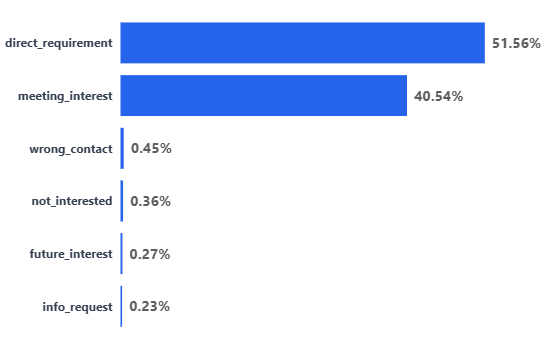 direct_requirement 51.56%
meeting_interest 40.54%
wrong_contact 0.45%
not_interested 0.36%
future_interest 0.27%
info_request 0.23%